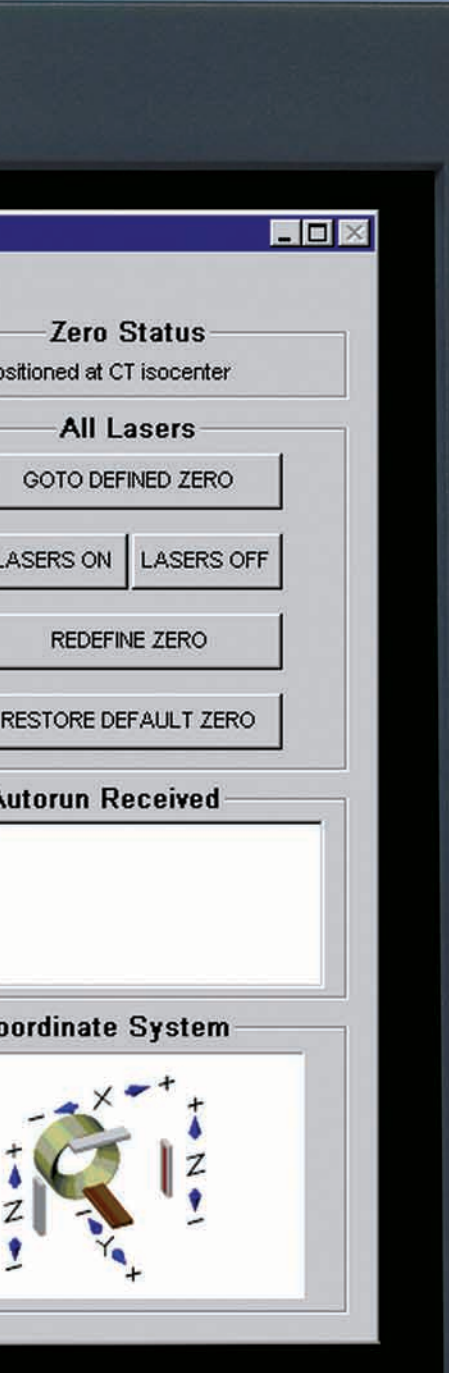 Zero Status
ositioned at CT isocenter
All Lasers
GOTO DEFINED ZERO
LASERS ON LASERS OFF
REDEFINE ZERO
RESTORE DEFAULT ZERO
Autorun Received
oordinate System
- X +
+ Z -
+ Z -
- Y +